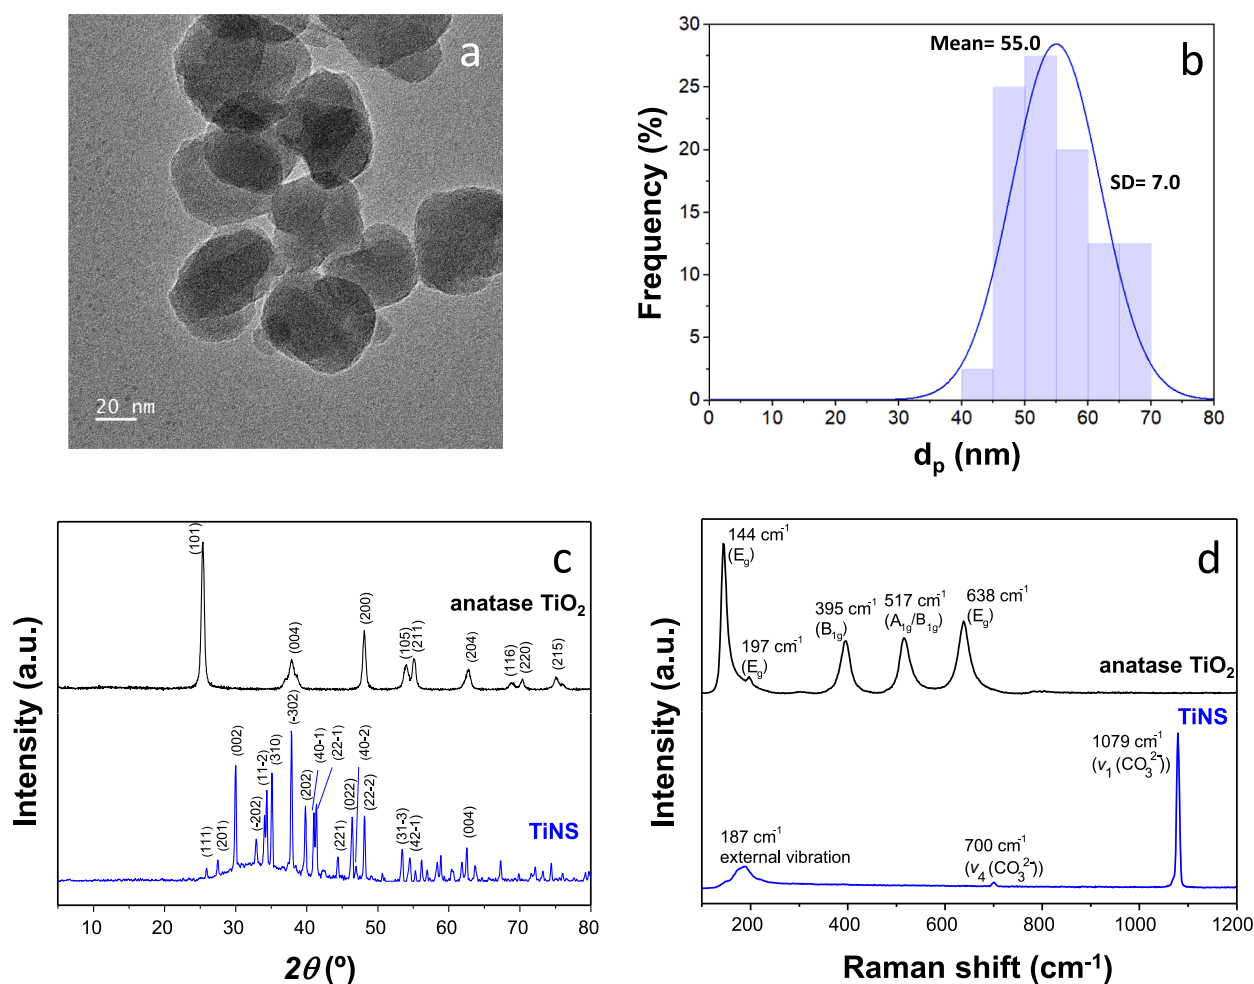 a
20 nm
b
Mean= 55.0
SD= 7.0
30
25
20
15
10
5
0
Frequency (%)
0 10 20 30 40 50 60 70 80
dₚ (nm)
c
anatase TiO₂
(101)
(004)
(200)
(105)
(211)
(204)
(116)
(220)
(215)
TiNS
(111)
(201)
(002)
(-202)
(11-2)
(310)
(-302)
(202)
(40-1)
(22-1)
(221)
(022)
(40-2)
(22-2)
(31-3)
(42-1)
(004)
Intensity (a.u.)
10 20 30 40 50 60 70 80
2θ (º)
d
144 cm⁻¹
(E_g)
197 cm⁻¹
(E_g)
395 cm⁻¹
(B₁g)
517 cm⁻¹
(A₁g/B₁g)
638 cm⁻¹
(E_g)
anatase TiO₂
TiNS
187 cm⁻¹
external vibration
700 cm⁻¹
(v₄ (CO₃²⁻))
1079 cm⁻¹
(v₁ (CO₃²⁻))
Intensity (a.u.)
200 400 600 800 1000 1200
Raman shift (cm⁻¹)